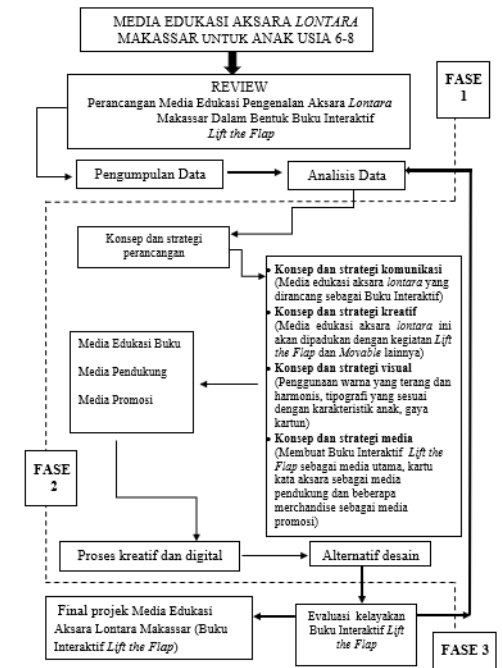 MEDIA EDUKASI AKSARA LONTARA
MAKASSAR UNTUK ANAK USIA 6-8
REVIEW
Perancangan Media Edukasi Pengenalan Aksara Lontara
Makassar Dalam Bentuk Buku Interaktif
Lift the Flap
FASE
1
Pengumpulan Data
Analisis Data
Konsep dan strategi
perancangan
• Konsep dan strategi komunikasi
(Media edukasi aksara lontara yang
dirancang sebagai Buku Interaktif)
• Konsep dan strategi kreatif
(Media edukasi aksara lontara ini
akan dipadukan dengan kegiatan Lift
the Flap dan Movable lainnya)
• Konsep dan strategi visual
(Penggunaan warna yang terang dan
harmonis, tipografi yang sesuai
dengan karakteristik anak, gaya
kartun)
• Konsep dan strategi media
(Membuat Buku Interaktif Lift the
Flap sebagai media utama, kartu
kata aksara sebagai media
pendukung dan beberapa
merchandise sebagai media
promosi)
Media Edukasi Buku
Media Pendukung
Media Promosi
FASE
2
Proses kreatif dan digital
Alternatif desain
Final projek Media Edukasi
Aksara Lontara Makassar (Buku
Interaktif Lift the Flap)
Evaluasi kelayakan
Buku Interaktif Lift
the Flap
FASE 3